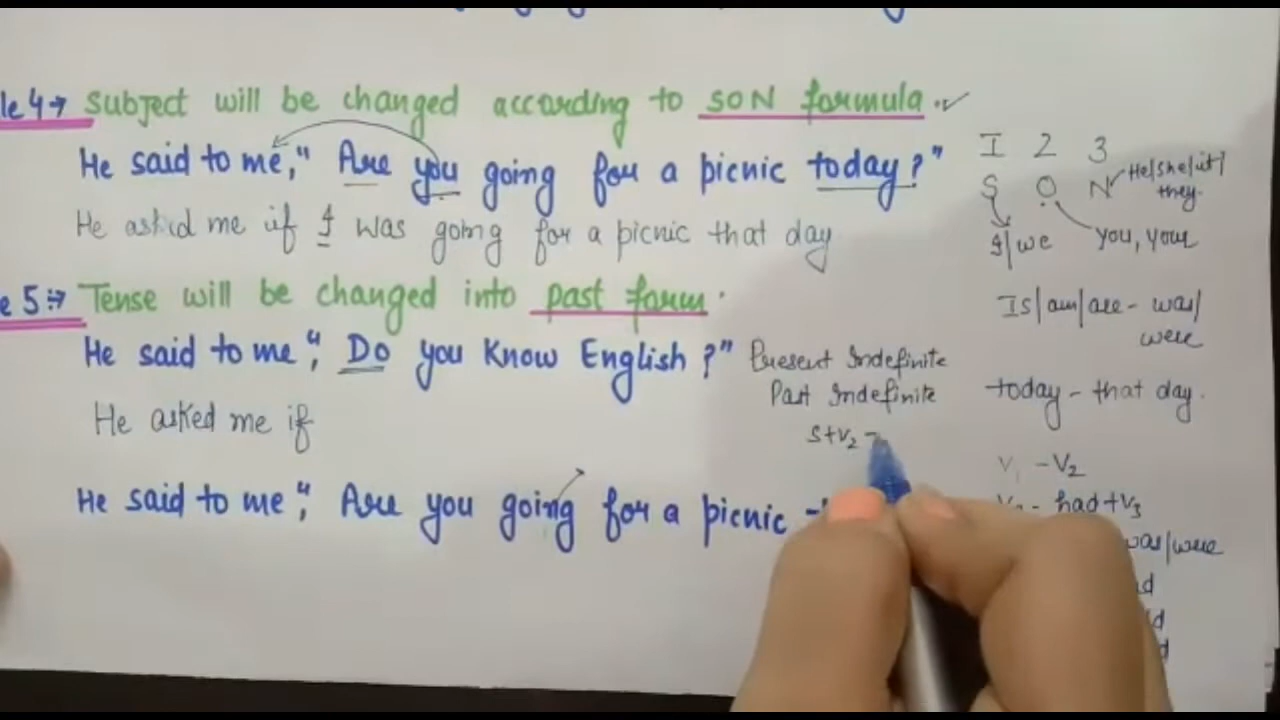 le 4→ Subject will be changed according to SON formula.
He said to me,“ Are you going for a picnic today?”
He asked me if I was going for a picnic that day
e 5:→ Tense will be changed into past form.
He said to me“, Do you know English?”
He asked me if
He said to me“, Are you going for a picnic
Present Indefinite
Past Indefinite
S+V2 -
I 2 3
S O N He/she/it/
they.
I/we you, your
Is/am/are - was/
were
today - that day.
V1 - V2
had+V3
was/were